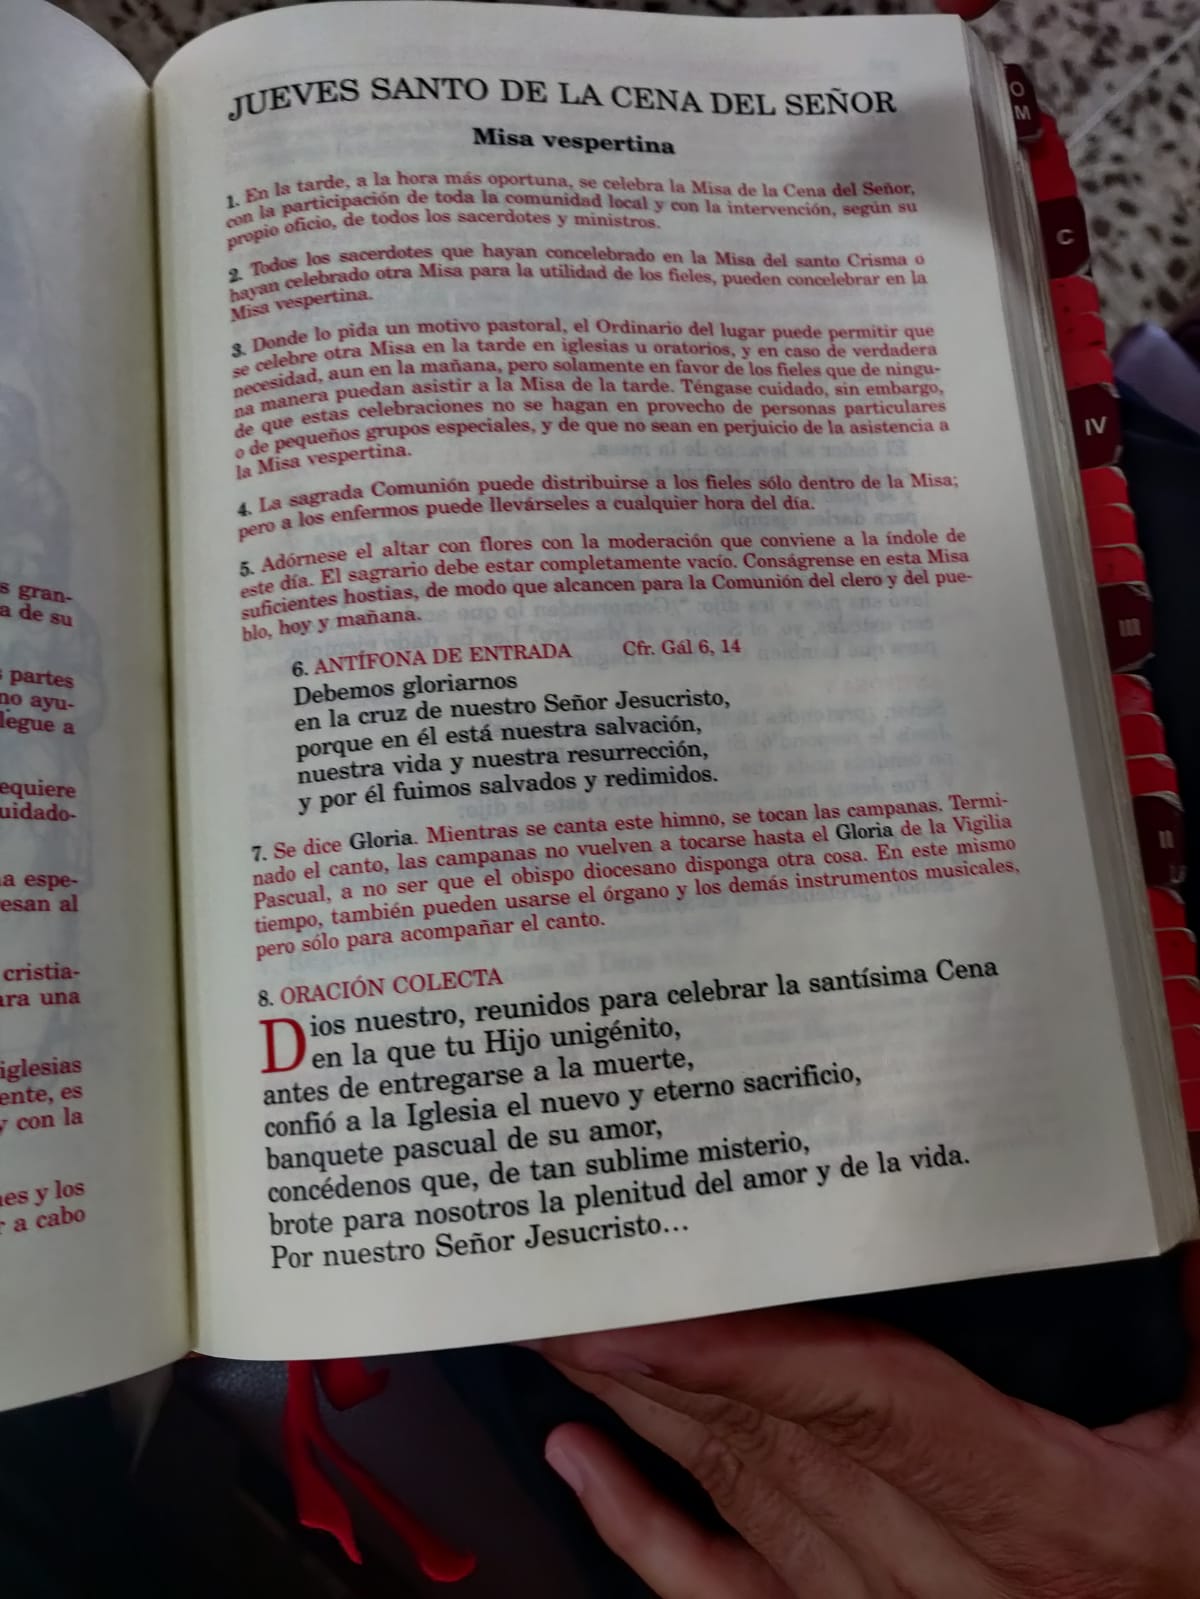 s gran-
a de su
s partes
no ayu-
legue a
equiere
uidado-
a espe-
esan al
cristia-
ara una
iglesias
ente, es
y con la
es y los
r a cabo
JUEVES SANTO DE LA CENA DEL SEÑOR
Misa vespertina
1. En la tarde, a la hora más oportuna, se celebra la Misa de la Cena del Señor,
con la participación de toda la comunidad local y con la intervención, según su
propio oficio, de todos los sacerdotes y ministros.
2. Todos los sacerdotes que hayan concelebrado en la Misa del santo Crisma o
hayan celebrado otra Misa para la utilidad de los fieles, pueden concelebrar en la
Misa vespertina.
3. Donde lo pida un motivo pastoral, el Ordinario del lugar puede permitir que
se celebre otra Misa en la tarde en iglesias u oratorios, y en caso de verdadera
necesidad, aun en la mañana, pero solamente en favor de los fieles que de ningu-
na manera puedan asistir a la Misa de la tarde. Téngase cuidado, sin embargo,
de que estas celebraciones no se hagan en provecho de personas particulares
o de pequeños grupos especiales, y de que no sean en perjuicio de la asistencia a
la Misa vespertina.
4. La sagrada Comunión puede distribuirse a los fieles sólo dentro de la Misa;
pero a los enfermos puede llevárseles a cualquier hora del día.
5. Adórnese el altar con flores con la moderación que conviene a la índole de
este día. El sagrario debe estar completamente vacío. Conságrense en esta Misa
suficientes hostias, de modo que alcancen para la Comunión del clero y del pue-
blo, hoy y mañana.
6. ANTÍFONA DE ENTRADA Cfr. Gál 6, 14
Debemos gloriarnos
en la cruz de nuestro Señor Jesucristo,
porque en él está nuestra salvación,
nuestra vida y nuestra resurrección,
y por él fuimos salvados y redimidos.
7. Se dice Gloria. Mientras se canta este himno, se tocan las campanas. Termi-
nado el canto, las campanas no vuelven a tocarse hasta el Gloria de la Vigilia
Pascual, a no ser que el obispo diocesano disponga otra cosa. En este mismo
tiempo, también pueden usarse el órgano y los demás instrumentos musicales,
pero sólo para acompañar el canto.
8. ORACIÓN COLECTA
Dios nuestro, reunidos para celebrar la santísima Cena
en la que tu Hijo unigénito,
antes de entregarse a la muerte,
confió a la Iglesia el nuevo y eterno sacrificio,
banquete pascual de su amor,
concédenos que, de tan sublime misterio,
brote para nosotros la plenitud del amor y de la vida.
Por nuestro Señor Jesucristo...
O
M
C
IV
III
II